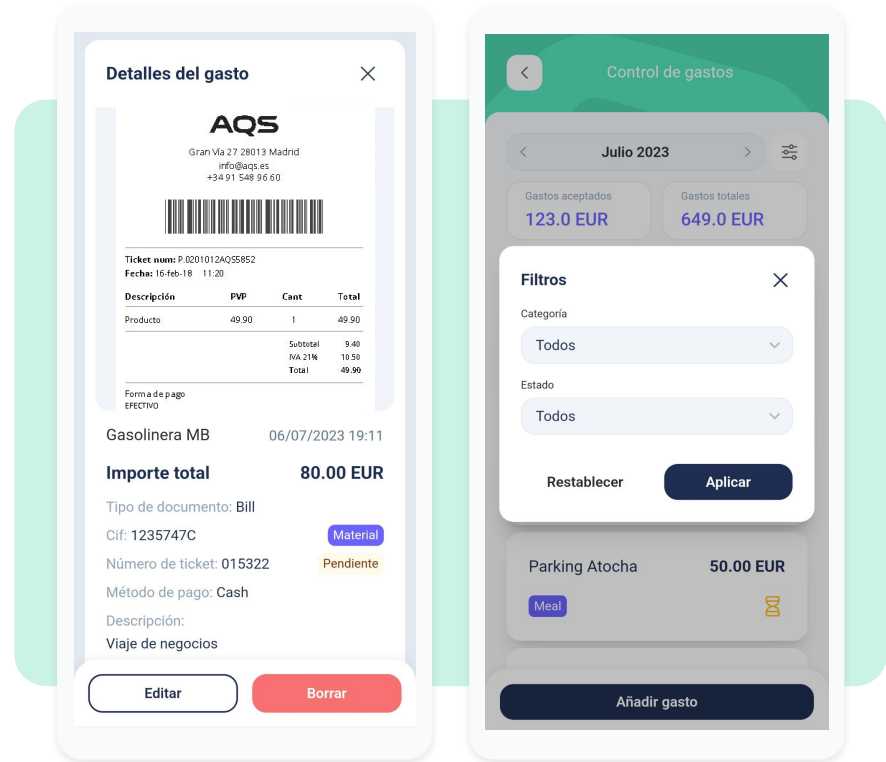 Detalles del gasto
AQS
Gran Vía 27 28013 Madrid
info@aqs.es
+34 91 548 96 60
Ticket num: P.0201012AQS5852
Fecha: 16-feb-18 11:20
Descripción PVP Cant Total
Producto 49.90 1 49.90
Subtotal 9.40
IVA 21% 10.50
Total 49.90
Forma de pago
EFECTIVO
Gasolinera MB 06/07/2023 19:11
Importe total 80.00 EUR
Tipo de documento: Bill
Cif: 1235747C Material
Número de ticket: 015322 Pendiente
Método de pago: Cash
Descripción:
Viaje de negocios
Editar Borrar
Control de gastos
Julio 2023
Gastos aceptados Gastos totales
123.0 EUR 649.0 EUR
Filtros
Categoría
Todos
Estado
Todos
Restablecer Aplicar
Parking Atocha 50.00 EUR
Meal
Añadir gasto